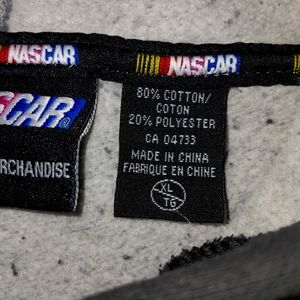 NASCAR
NASCAR
SCAR®
RCHANDISE
80% COTTON/
COTON
20% POLYESTER
CA 04733
MADE IN CHINA
FABRIQUE EN CHINE
XL
TG